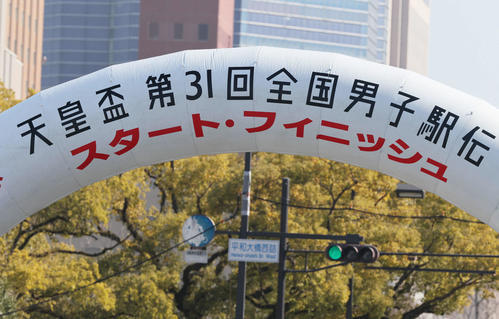 天皇盃 第31回全国男子駅伝
スタート・フィニッシュ
平和大橋西詰